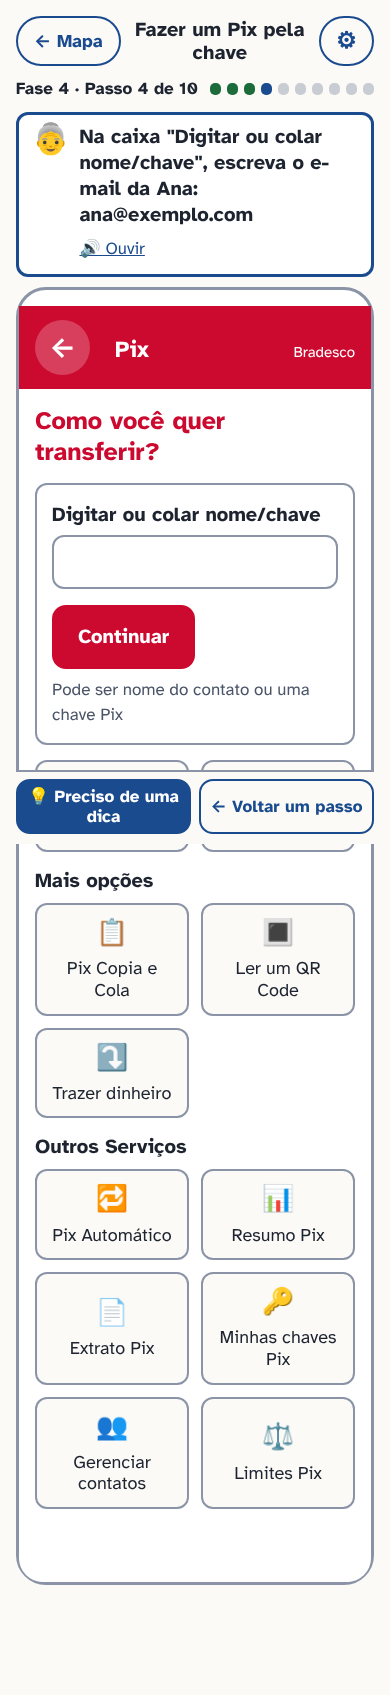 ← Mapa
Fazer um Pix pela
chave
Fase 4 · Passo 4 de 10
Na caixa "Digitar ou colar
nome/chave", escreva o e-
mail da Ana:
ana@exemplo.com
Ouvir
←
Pix
Bradesco
Como você quer
transferir?
Digitar ou colar nome/chave
Continuar
Pode ser nome do contato ou uma
chave Pix
Preciso de uma
dica
← Voltar um passo
Mais opções
Pix Copia e
Cola
Ler um QR
Code
Trazer dinheiro
Outros Serviços
Pix Automático
Resumo Pix
Extrato Pix
Minhas chaves
Pix
Gerenciar
contatos
Limites Pix